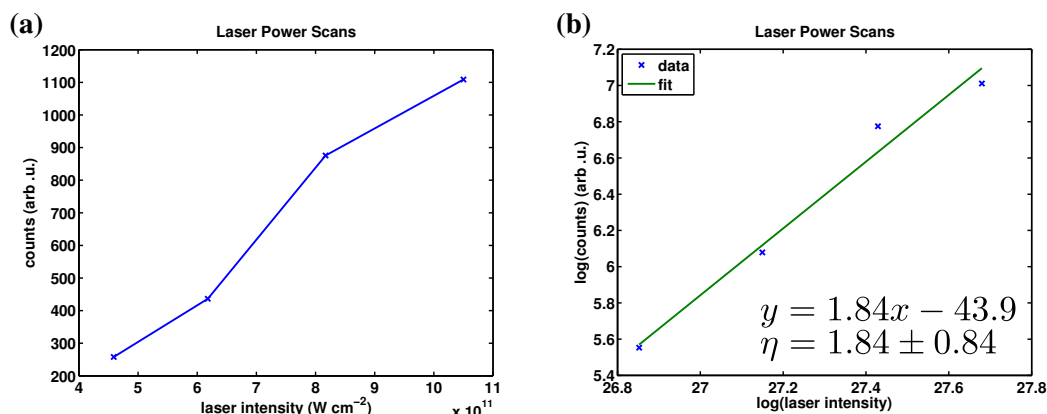 (a)
Laser Power Scans
1200
1100
1000
900
800
700
600
500
400
300
200
counts (arb .u.)
4 5 6 7 8 9 10 11
laser intensity (W cm−2)
x 10^11
(b)
Laser Power Scans
data
fit
7.2
7
6.8
6.6
6.4
6.2
6
5.8
5.6
5.4
log(counts) (arb .u.)
y = 1.84x − 43.9
η = 1.84 ± 0.84
26.8 27 27.2 27.4 27.6 27.8
log(laser intensity)